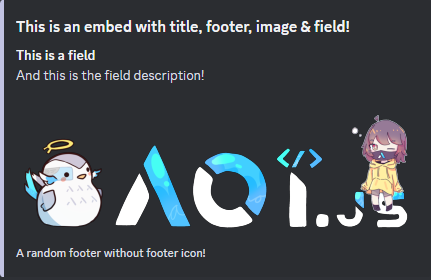 This is an embed with title, footer, image & field!
This is a field
And this is the field description!
AOI.JS
A random footer without footer icon!